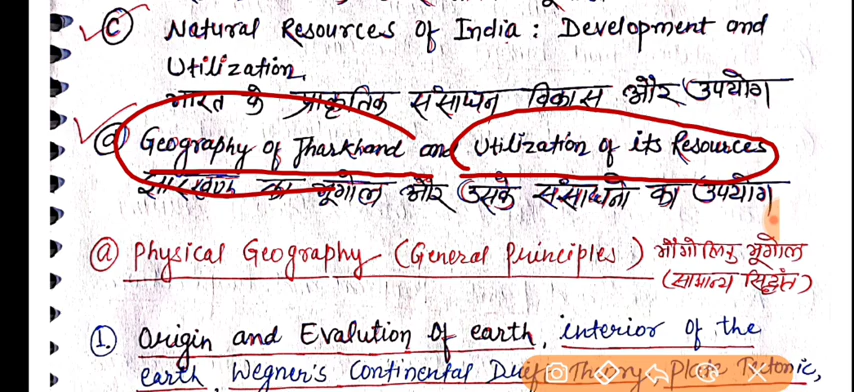 ⓒ Natural Resources Of India : Development and
Utilization
भारत के प्राकृतिक संसाधन विकास और उपयोग
ⓓ Geography of Jharkhand and Utilization of its Resources
झारखण्ड का भूगोल और उसके संसाधनो का उपयोग
ⓐ Physical Geography (General Principles) भौगोलिक भूगोल
(सामान्य सिद्धांत)
①. Origin and Evalution Of earth, interior of the
earth, Wegner's Continental Theory, Tectonic,